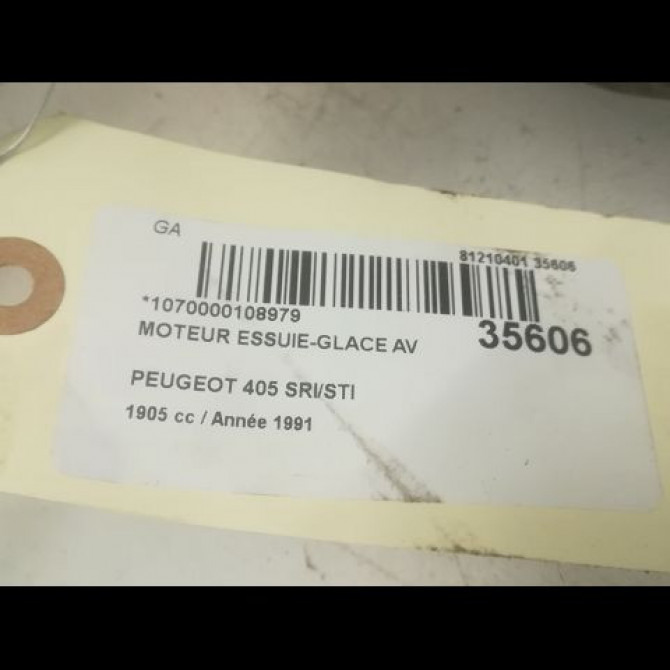 GA
81210401 35606
*1070000108979
MOTEUR ESSUIE-GLACE AV
35606
PEUGEOT 405 SRI/STI
1905 cc / Année 1991